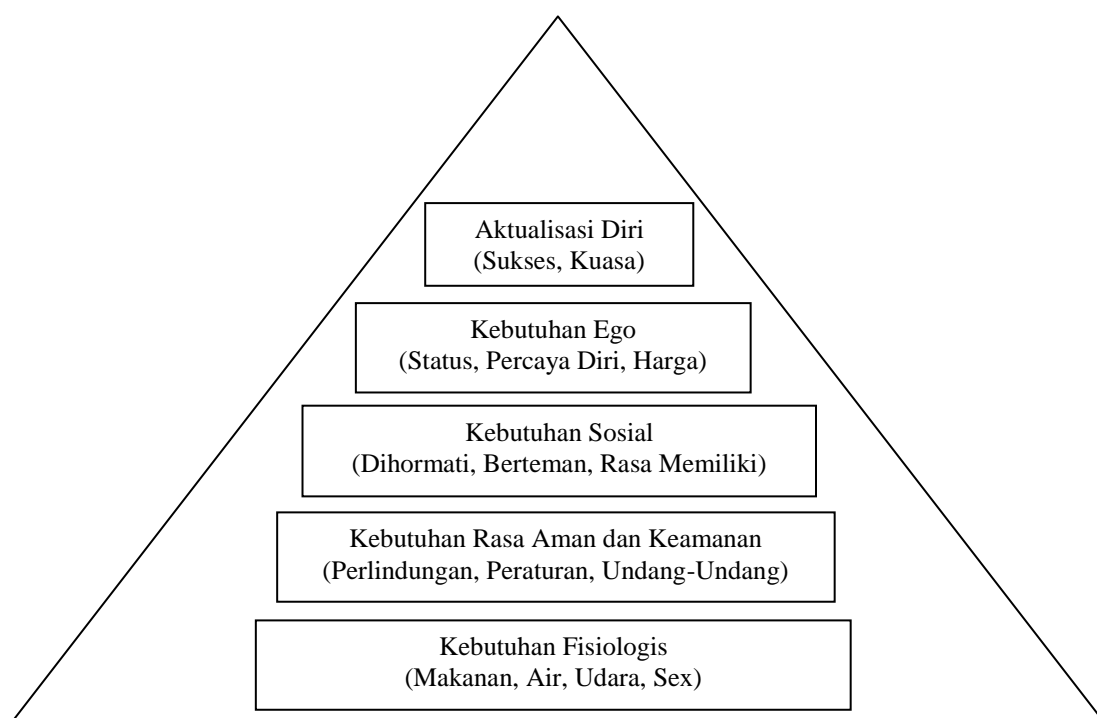 Aktualisasi Diri
(Sukses, Kuasa)
Kebutuhan Ego
(Status, Percaya Diri, Harga)
Kebutuhan Sosial
(Dihormati, Berteman, Rasa Memiliki)
Kebutuhan Rasa Aman dan Keamanan
(Perlindungan, Peraturan, Undang-Undang)
Kebutuhan Fisiologis
(Makanan, Air, Udara, Sex)